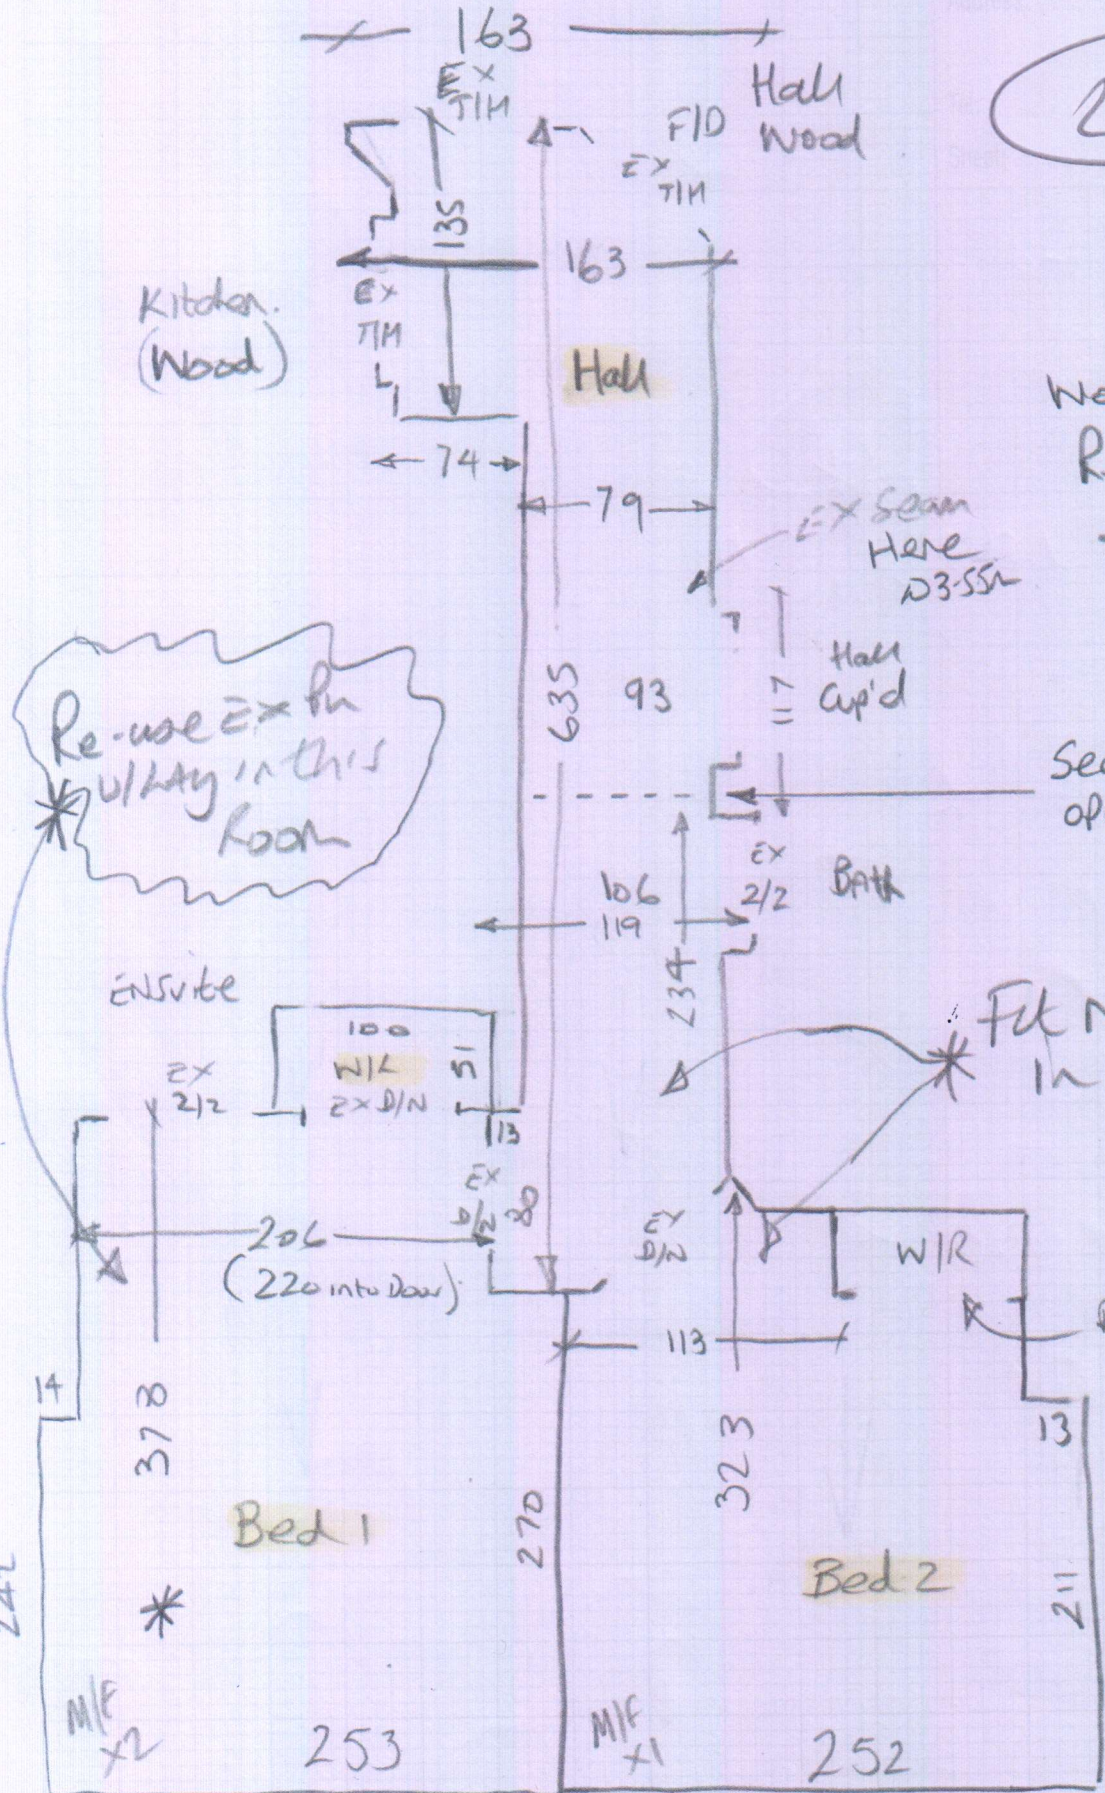 163
EX
T/H
Hall
Wood
F/D
EX
T/H
135
163
Kitchen.
(Wood)
EX
T/H
Hall
74
79
EX Seam
Here
Re-use EX
U/LAY in this
Room
635
93
117
Hall
Cup'd
EX
2/2
Bath
106
119
234
ENSUITE
100
W/R
EX D/N
51
EX
2/2
13
EX
D/N
80
EX
D/N
W/R
206
(220 into Door)
113
14
378
323
13
Bed 1
270
Bed 2
211
M/F
x2
253
M/F
x1
252